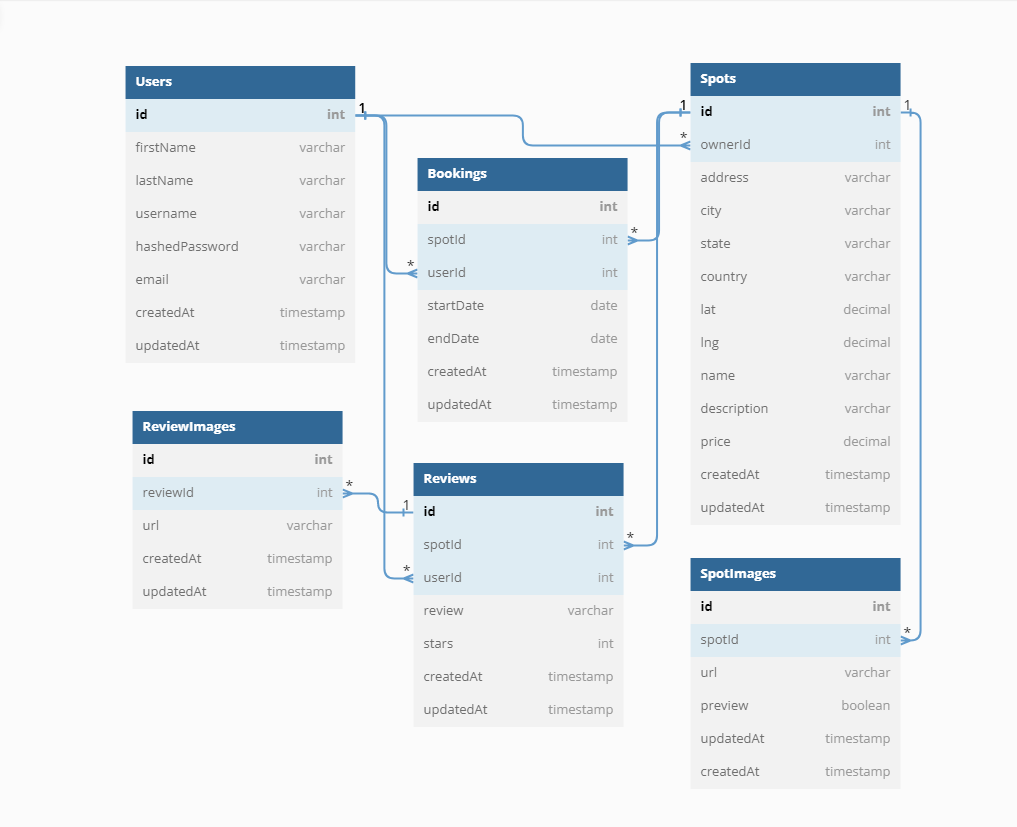 Users
id int
firstName varchar
lastName varchar
username varchar
hashedPassword varchar
email varchar
createdAt timestamp
updatedAt timestamp
1
*
*
*
Bookings
id int
spotId int
userId int
startDate date
endDate date
createdAt timestamp
updatedAt timestamp
*
1
1
Spots
id int
ownerId int
address varchar
city varchar
state varchar
country varchar
lat decimal
lng decimal
name varchar
description varchar
price decimal
createdAt timestamp
updatedAt timestamp
ReviewImages
id int
reviewId int
url varchar
createdAt timestamp
updatedAt timestamp
*
1
Reviews
id int
spotId int
userId int
review varchar
stars int
createdAt timestamp
updatedAt timestamp
*
SpotImages
id int
spotId int
url varchar
preview boolean
updatedAt timestamp
createdAt timestamp
*